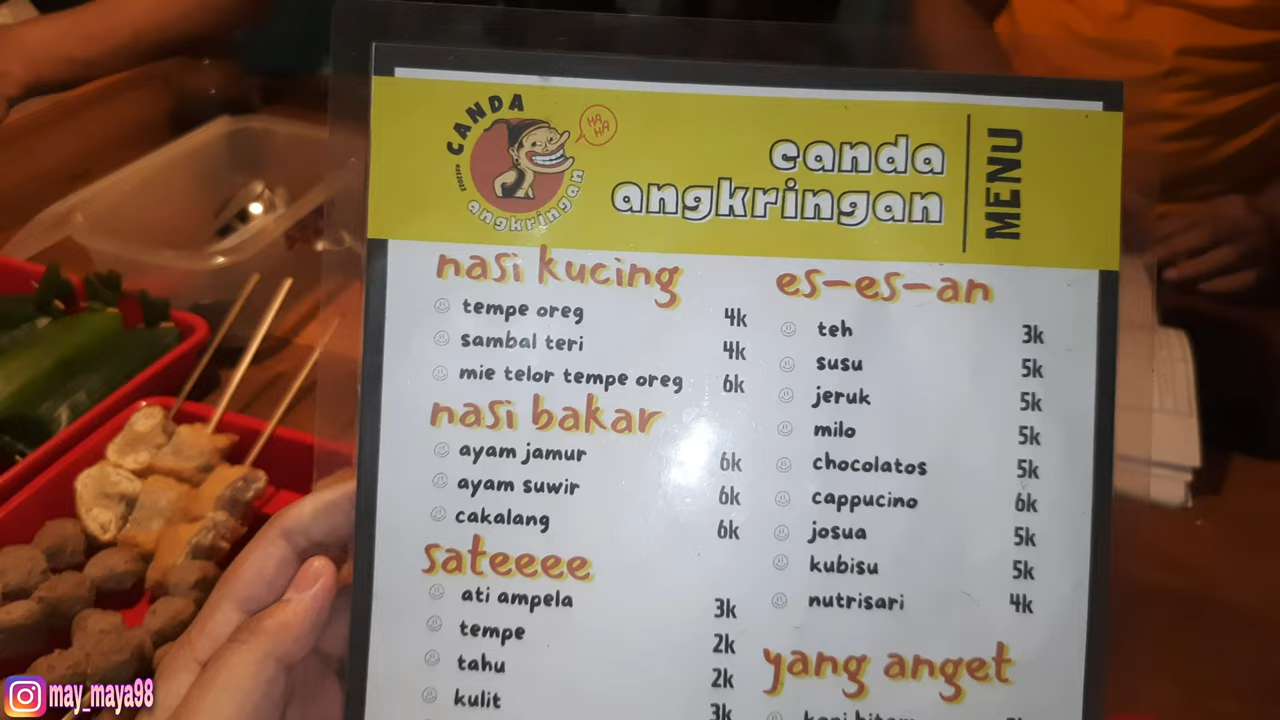 CANDA
HA HA
angkringan
canda
angkringan
MENU
nasi kucing
tempe oreg 4k
sambal teri 4k
mie telor tempe oreg 6k
nasi bakar
ayam jamur 6k
ayam suwir 6k
cakalang 6k
sateeee
ati ampela 3k
tempe 2k
tahu 2k
kulit 3k
es-es-an
teh 3k
susu 5k
jeruk 5k
milo 5k
chocolatos 5k
cappucino 6k
josua 5k
kubisu 5k
nutrisari 4k
yang anget
kopi hitam
may_maya98